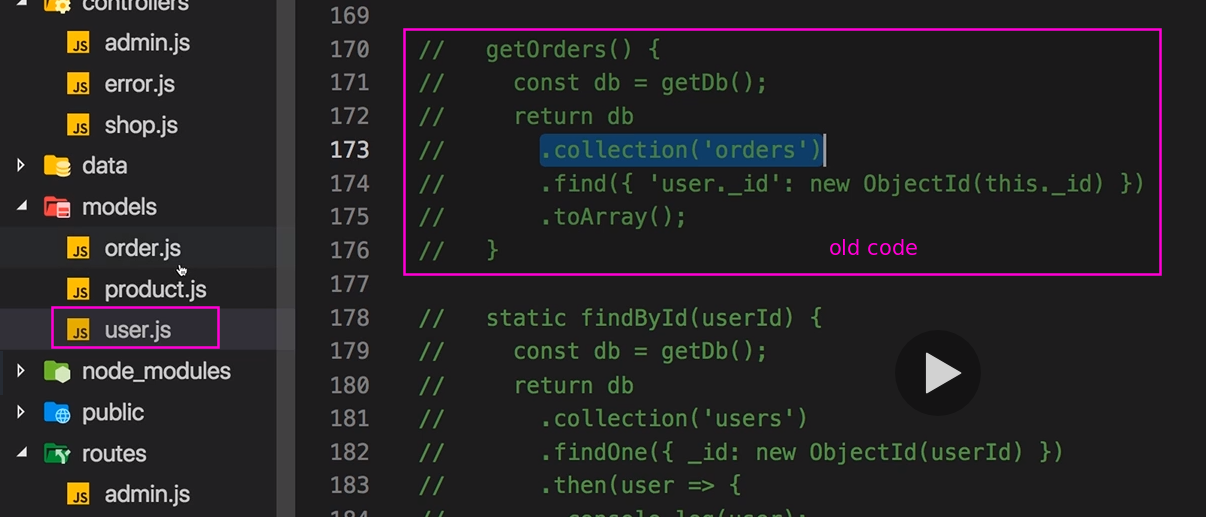 controllers
JS admin.js
JS error.js
JS shop.js
data
models
JS order.js
JS product.js
JS user.js
node_modules
public
routes
JS admin.js
169
170 //   getOrders() {
171 //     const db = getDb();
172 //     return db
173 //       .collection('orders')
174 //       .find({ 'user._id': new ObjectId(this._id) })
175 //       .toArray();
176 //   }
old code
177
178 //   static findById(userId) {
179 //     const db = getDb();
180 //     return db
181 //       .collection('users')
182 //       .findOne({ _id: new ObjectId(userId) })
183 //       .then(user => {
184 //         console.log(user);